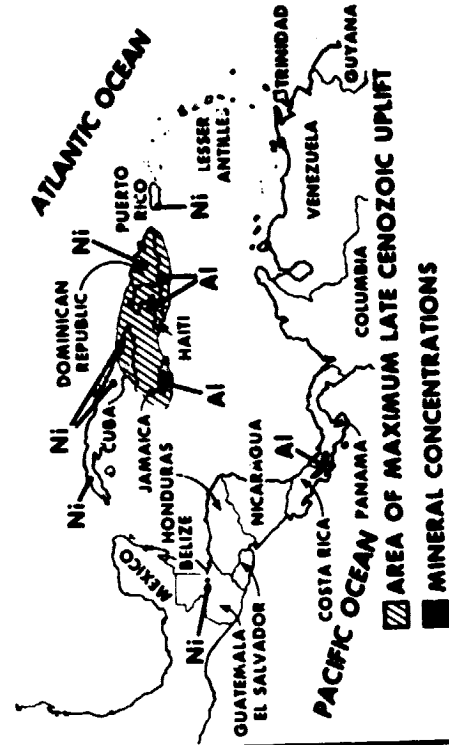 ATLANTIC OCEAN
Ni
Ni
Ni
DOMINICAN
REPUBLIC
PUERTO
RICO
CUBA
LESSER
ANTILLES
Ni
Al
HAITI
JAMAICA
Al
HONDURAS
BELIZE
MEXICO
Ni
GUATEMALA
EL SALVADOR
NICARAGUA
Al
COSTA RICA
PANAMA
COLUMBIA
VENEZUELA
TRINIDAD
GUYANA
PACIFIC OCEAN
AREA OF MAXIMUM LATE CENOZOIC UPLIFT
MINERAL CONCENTRATIONS